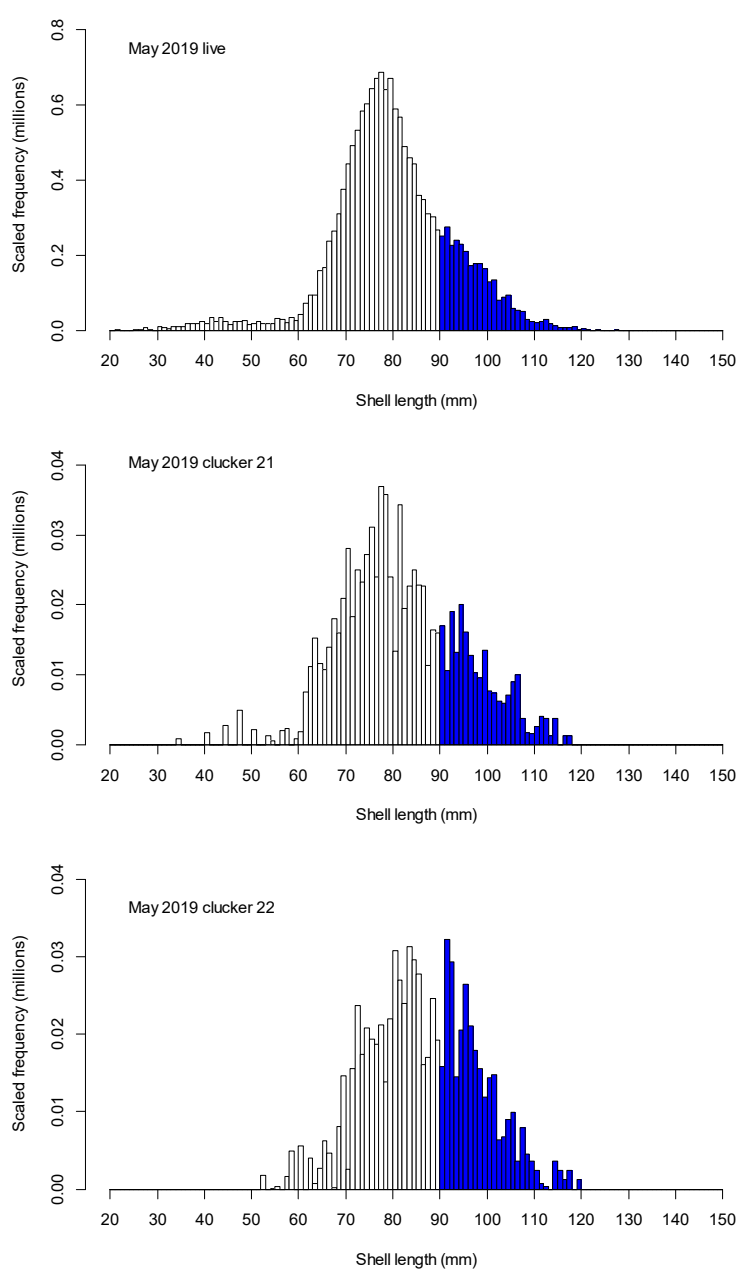 May 2019 live
Scaled frequency (millions)
0.8
0.6
0.4
0.2
0.0
20 30 40 50 60 70 80 90 100 110 120 130 140 150
Shell length (mm)
May 2019 clucker 21
Scaled frequency (millions)
0.04
0.03
0.02
0.01
0.00
20 30 40 50 60 70 80 90 100 110 120 130 140 150
Shell length (mm)
May 2019 clucker 22
Scaled frequency (millions)
0.04
0.03
0.02
0.01
0.00
20 30 40 50 60 70 80 90 100 110 120 130 140 150
Shell length (mm)